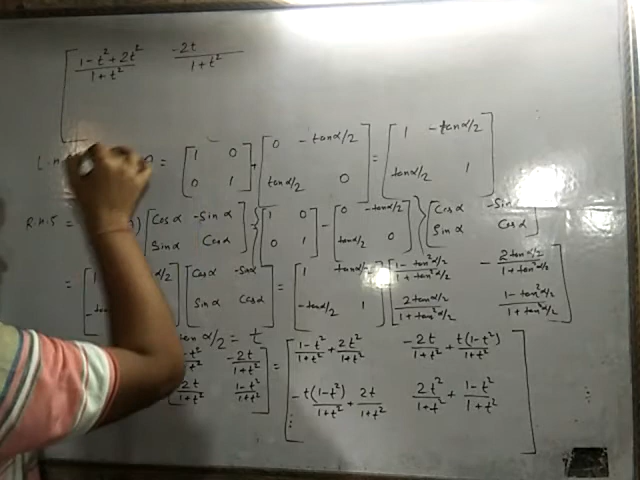 [ (1-t²+2t²)/(1+t²)   -2t/(1+t²)
= [ 1 0 ; 0 1 ] + [ 0 -tanα/2 ; tanα/2 0 ] = [ 1 -tanα/2 ; tanα/2 1 ]
R.H.S = [ Cosα -Sinα ; Sinα Cosα ] = { [ 1 0 ; 0 1 ] - [ 0 -tanα/2 ; tanα/2 0 ] } [ Cosα -Sin ; Sinα Cosα ]
= [ Cosα -Sinα ; Sinα Cosα ] = [ 1 tanα/2 ; -tanα/2 1 ] [ (1-tan²α/2)/(1+tan²α/2) -2tanα/2/(1+tan²α/2) ; 2tanα/2/(1+tan²α/2) (1-tan²α/2)/(1+tan²α/2) ]
α/2 = t
-2t/(1+t²) ; 2t/(1+t²) (1-t²)/(1+t²) ] = [ (1-t²)/(1+t²) + 2t²/(1+t²)   -2t/(1+t²) + t(1-t²)/(1+t²) ; -t(1-t²)/(1+t²) + 2t/(1+t²)   2t²/(1+t²) + (1-t²)/(1+t²) ]